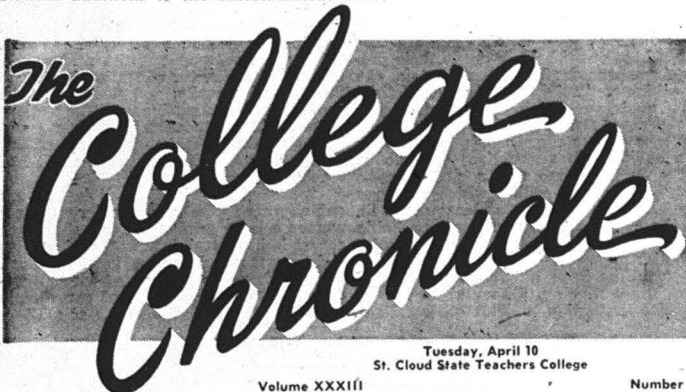 The
College
Chronicle
Tuesday, April 10
St. Cloud State Teachers College
Volume XXXIII
Number